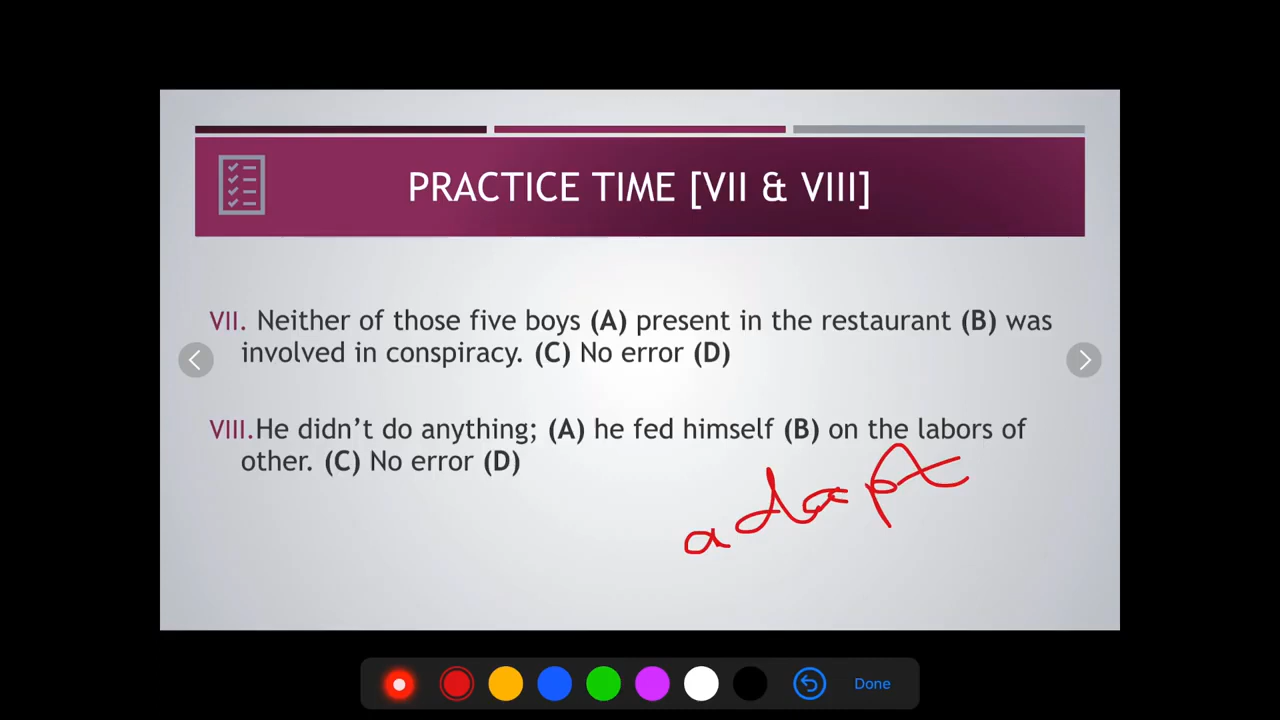 PRACTICE TIME [VII & VIII]
VII. Neither of those five boys (A) present in the restaurant (B) was
involved in conspiracy. (C) No error (D)
VIII.He didn't do anything; (A) he fed himself (B) on the labors of
other. (C) No error (D)
adapt
Done